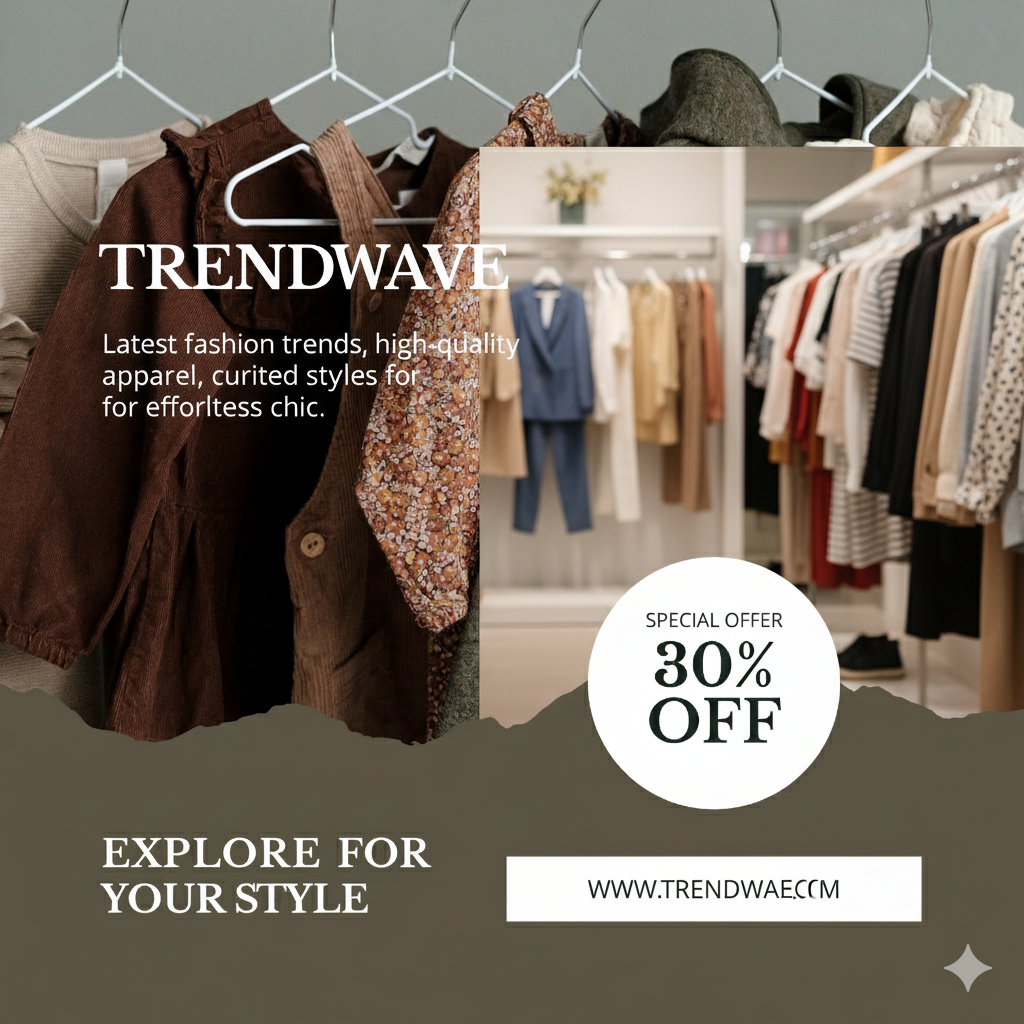 TRENDWAVE
Latest fashion trends, high-quality
apparel, curited styles for
for efforltess chic.
SPECIAL OFFER
30%
OFF
EXPLORE FOR
YOUR STYLE
WWW.TRENDWAE.CM